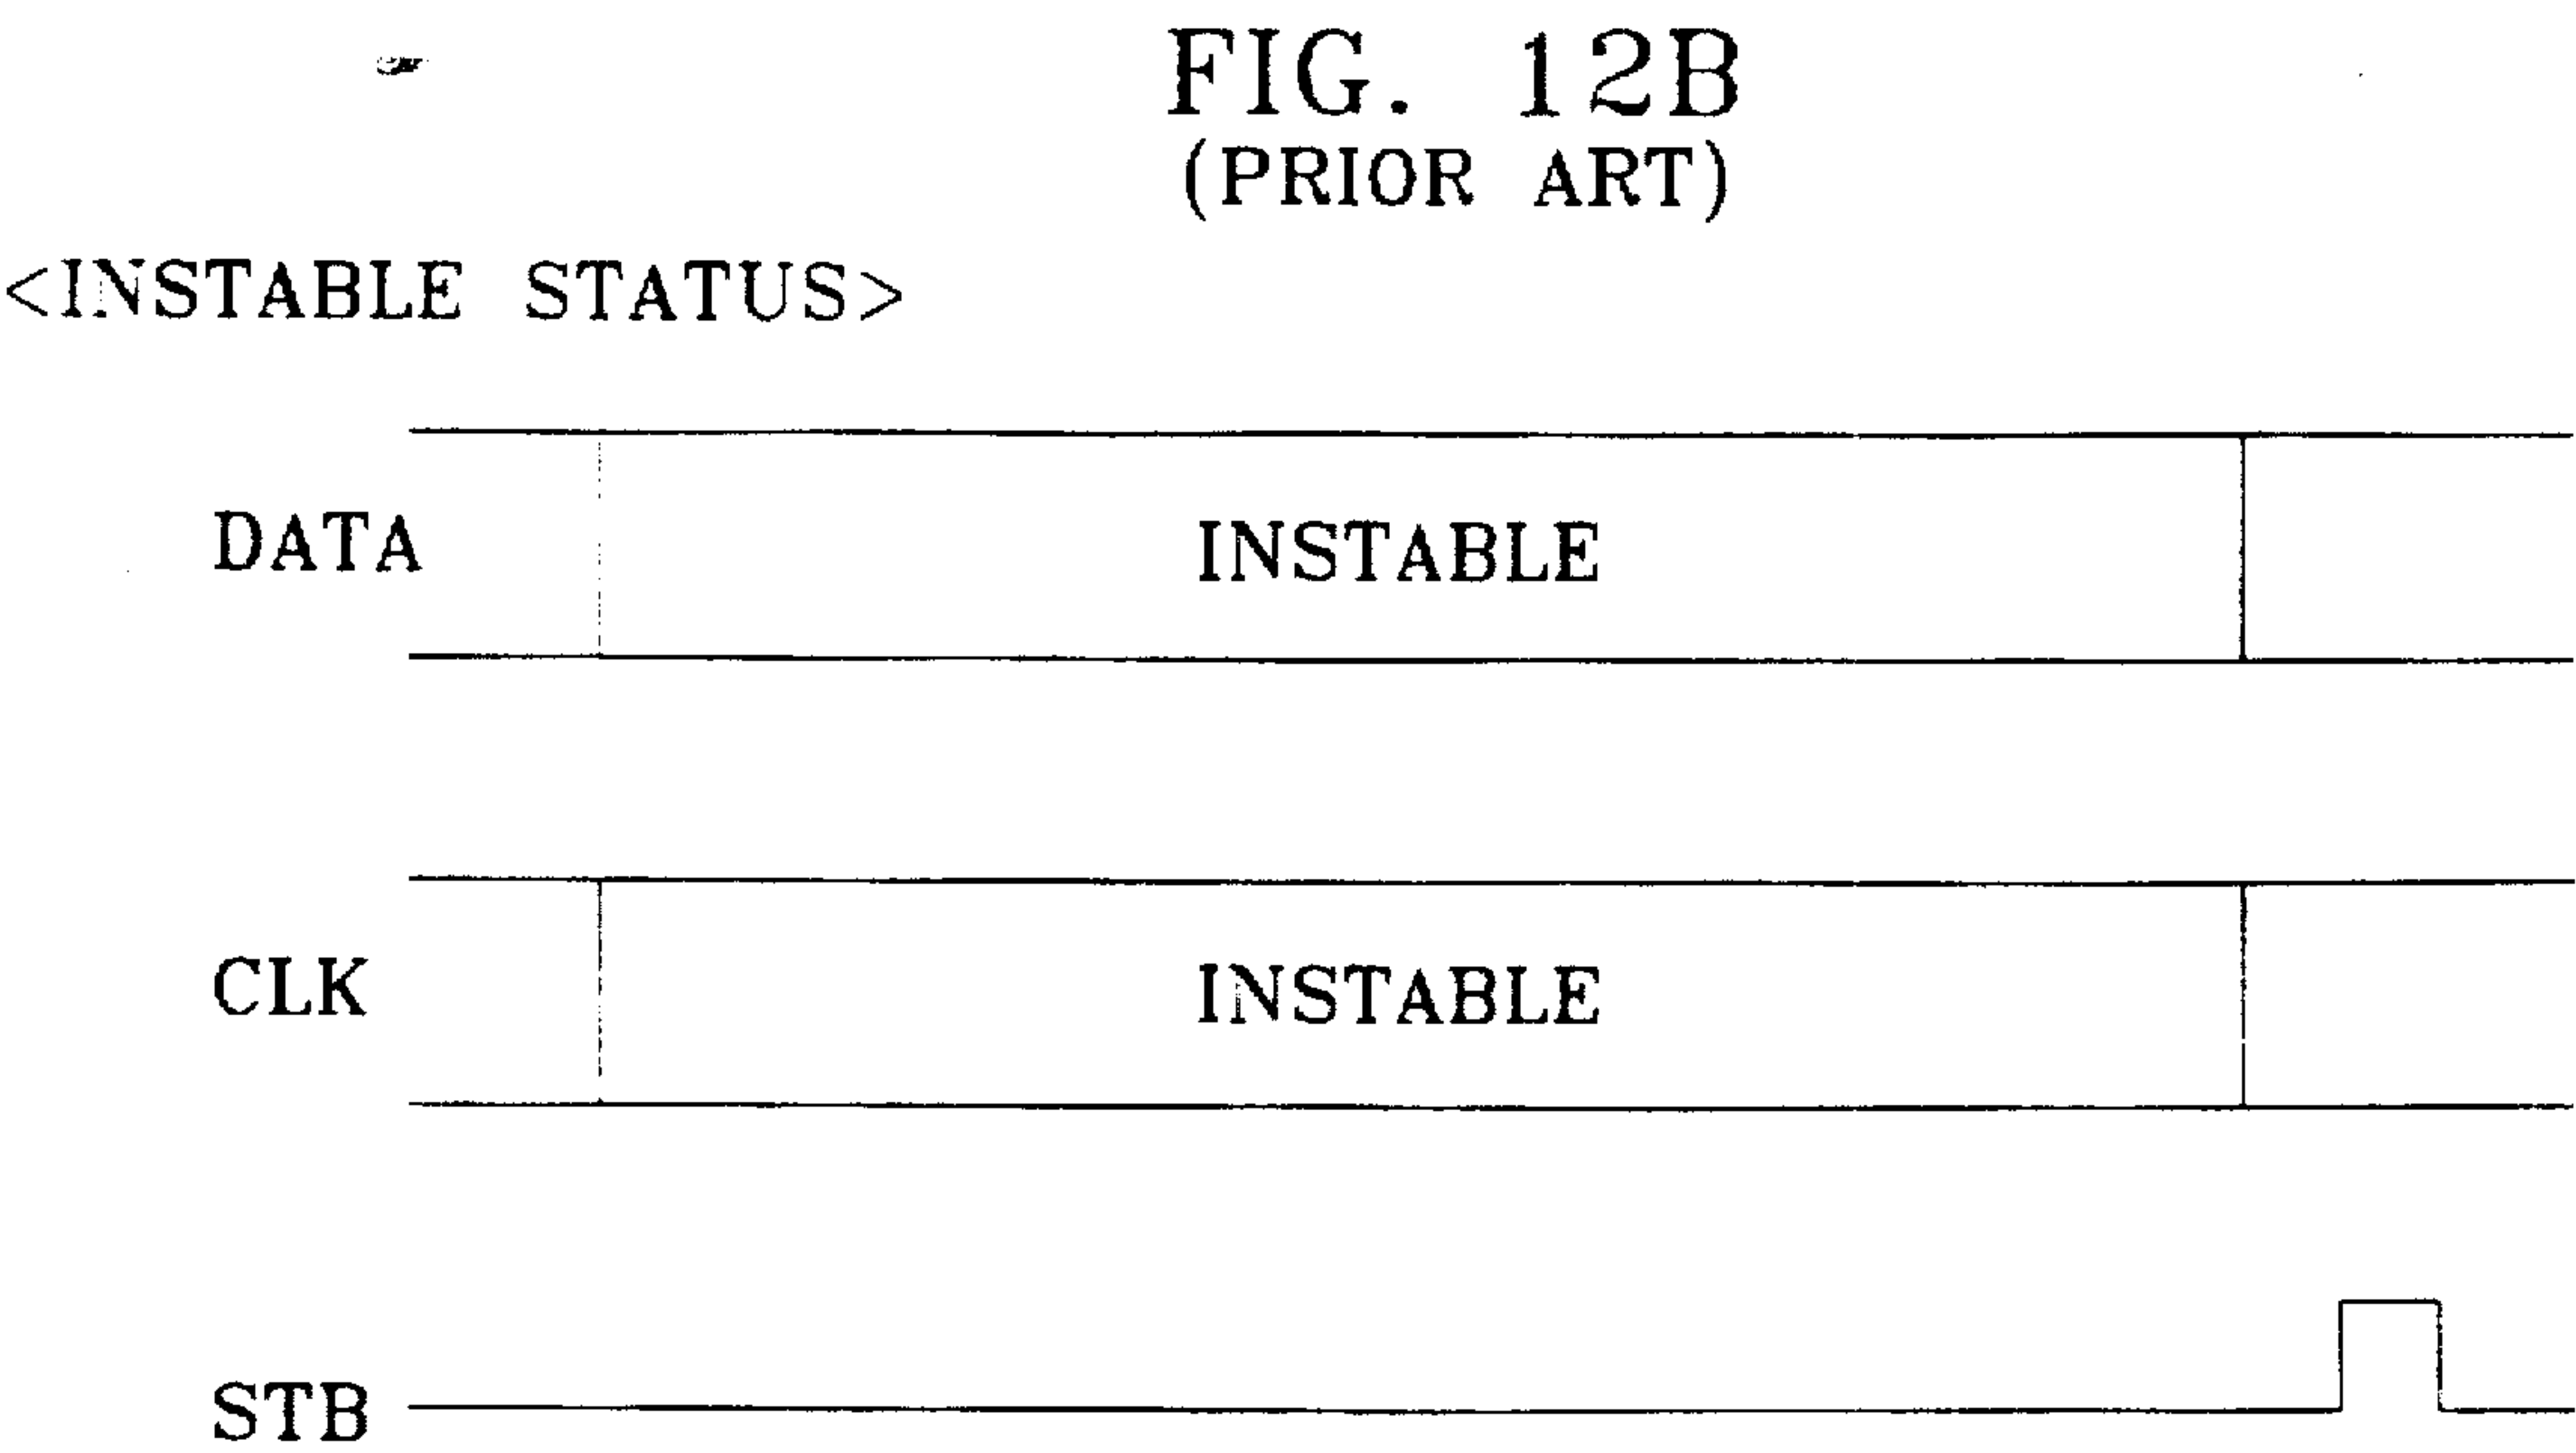 FIG. 12B
(PRIOR ART)
<INSTABLE STATUS>
DATA INSTABLE
CLK INSTABLE
STB